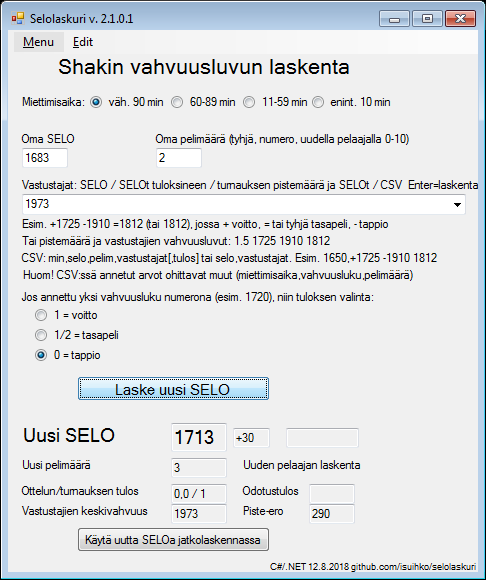 Selolaskuri v. 2.1.0.1
Menu Edit
Shakin vahvuusluvun laskenta
Miettimisaika: väh. 90 min 60-89 min 11-59 min enint. 10 min
Oma SELO Oma pelimäärä (tyhjä, numero, uudella pelaajalla 0-10)
1683 2
Vastustajat: SELO / SELOt tuloksineen / turnauksen pistemäärä ja SELOt / CSV Enter=laskenta
1973
Esim. +1725 -1910 =1812 (tai 1812), jossa + voitto, = tai tyhjä tasapeli, - tappio
Tai pistemäärä ja vastustajien vahvuusluvut: 1.5 1725 1910 1812
CSV: min,selo,pelim,vastustajat[,tulos] tai selo,vastustajat. Esim. 1650,+1725 -1910 1812
Huom! CSV:ssä annetut arvot ohittavat muut (miettimisaika,vahvuusluku,pelimäärä)
Jos annettu yksi vahvuusluku numerona (esim. 1720), niin tuloksen valinta:
1 = voitto
1/2 = tasapeli
0 = tappio
Laske uusi SELO
Uusi SELO 1713 +30
Uusi pelimäärä 3 Uuden pelaajan laskenta
Ottelun/turnauksen tulos 0,0 / 1 Odotustulos
Vastustajien keskivahvuus 1973 Piste-ero 290
Käytä uutta SELOa jatkolaskennassa
C#/.NET 12.8.2018 github.com/isuihko/selolaskuri